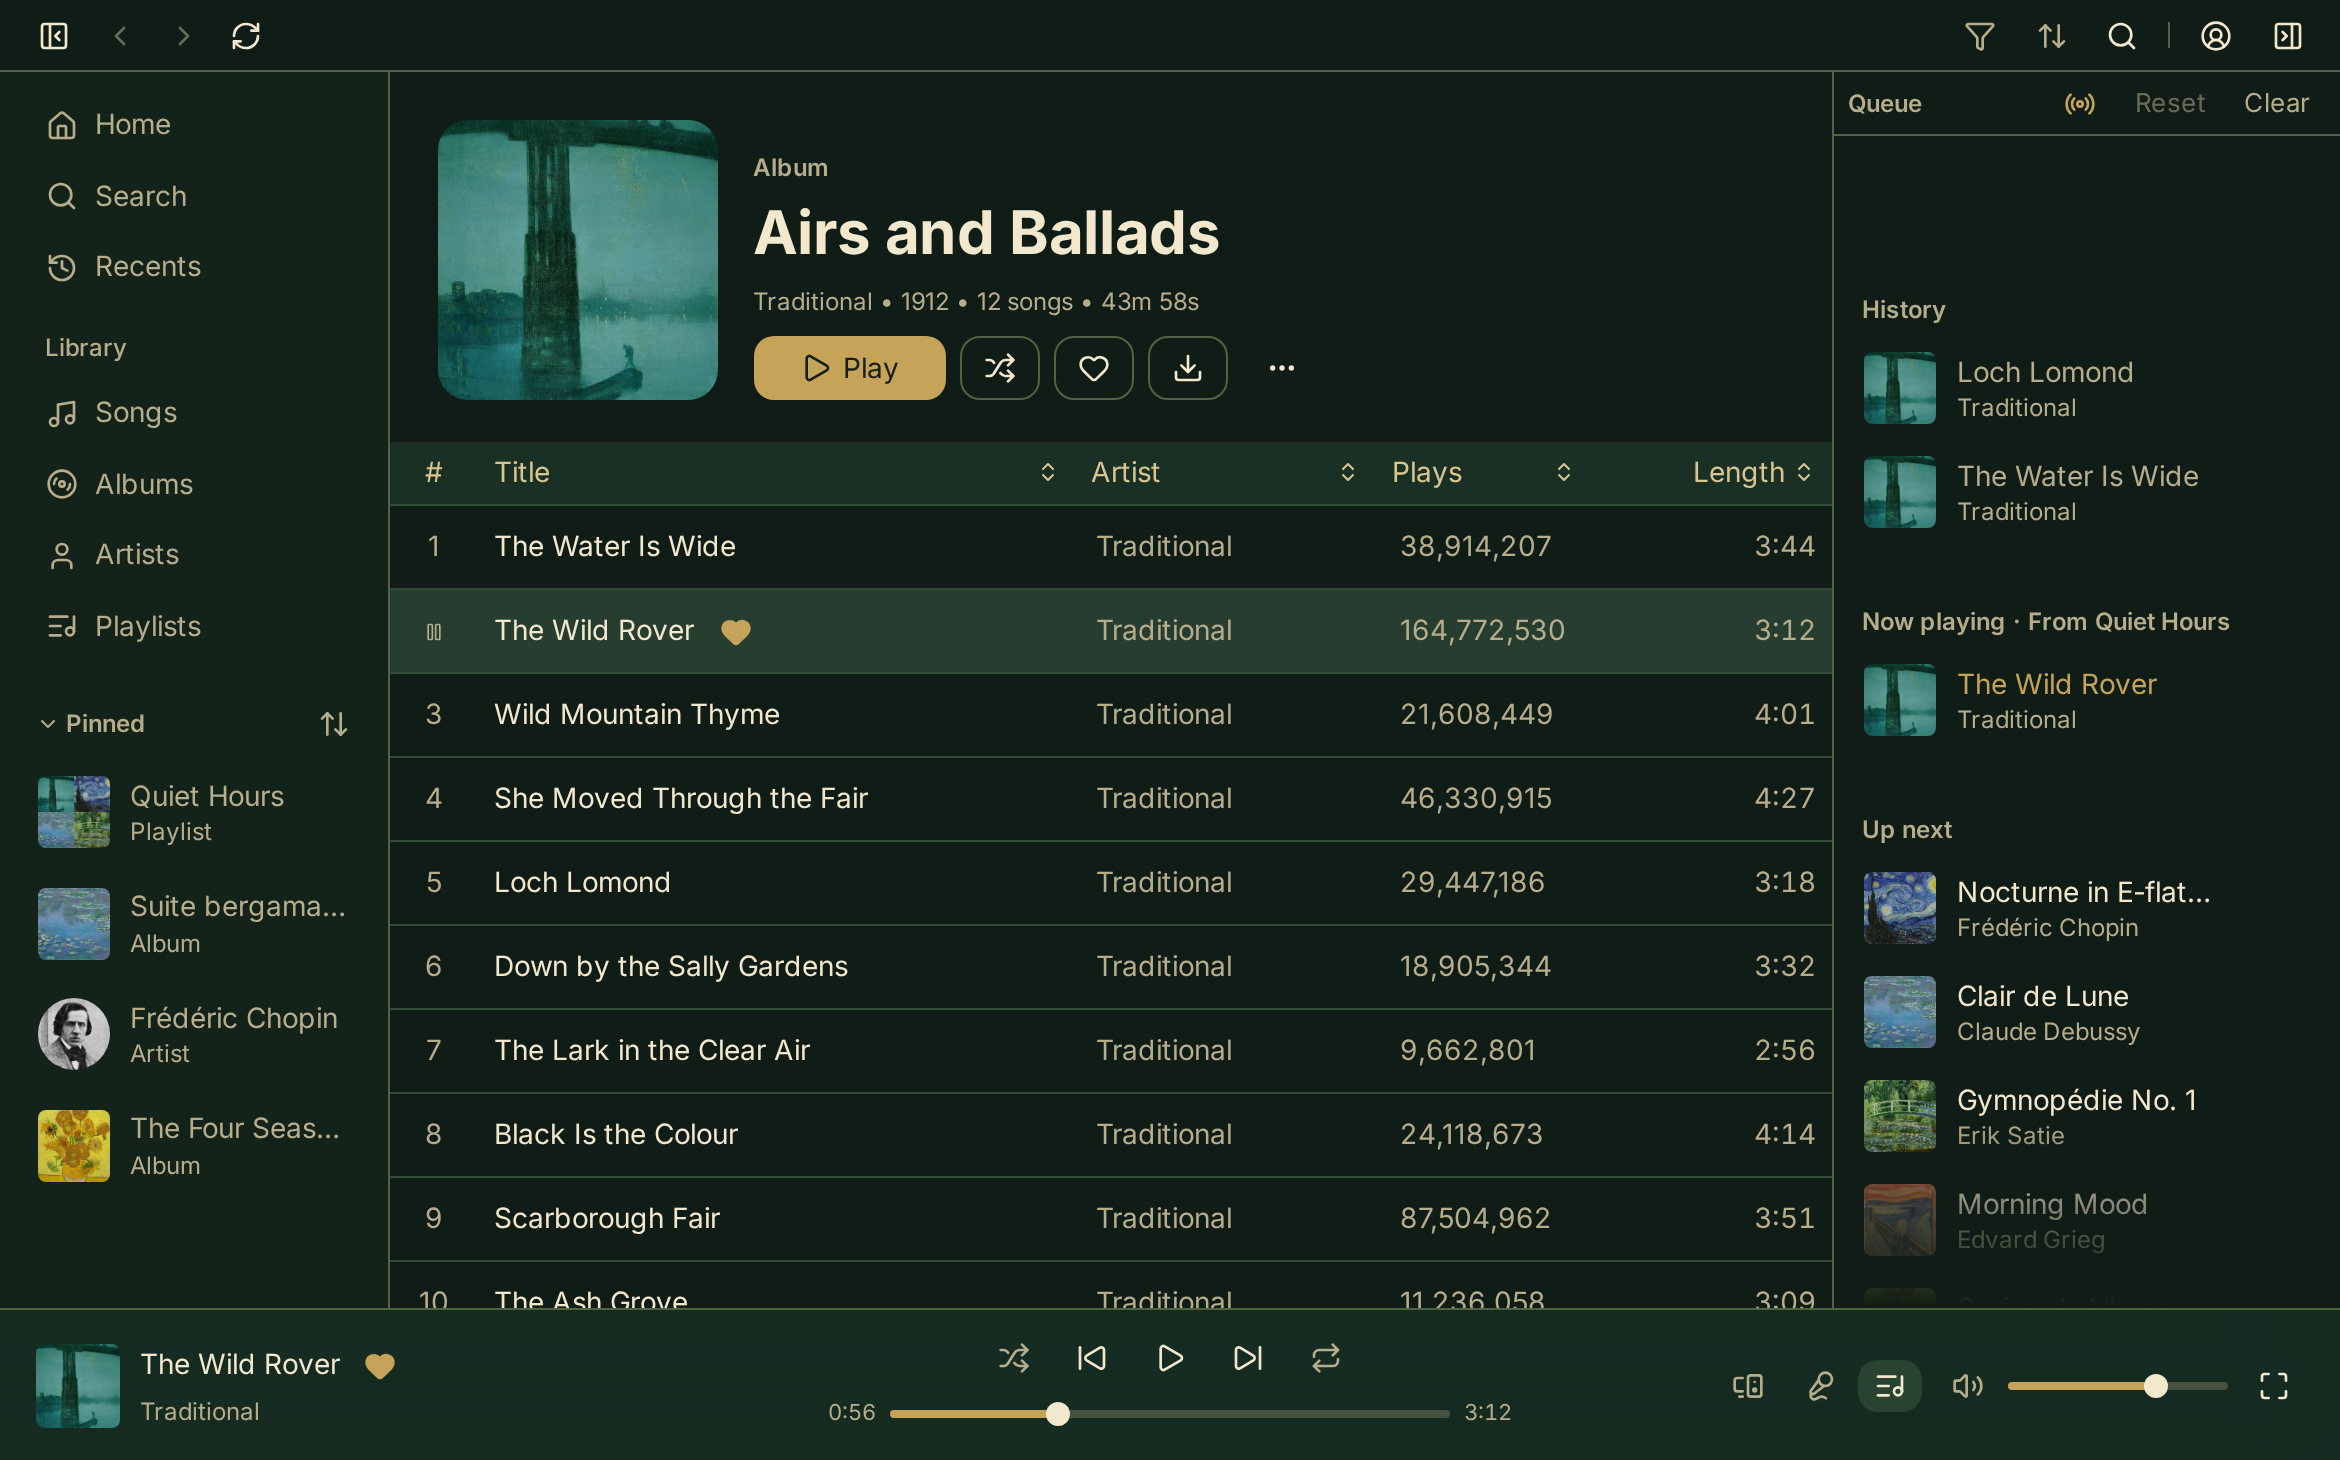 Home
Search
Recents
Library
Songs
Albums
Artists
Playlists
Pinned
Quiet Hours
Playlist
Suite bergama...
Album
Frédéric Chopin
Artist
The Four Seas...
Album
Album
Airs and Ballads
Traditional • 1912 • 12 songs • 43m 58s
Play
# Title Artist Plays Length
1 The Water Is Wide Traditional 38,914,207 3:44
The Wild Rover Traditional 164,772,530 3:12
3 Wild Mountain Thyme Traditional 21,608,449 4:01
4 She Moved Through the Fair Traditional 46,330,915 4:27
5 Loch Lomond Traditional 29,447,186 3:18
6 Down by the Sally Gardens Traditional 18,905,344 3:32
7 The Lark in the Clear Air Traditional 9,662,801 2:56
8 Black Is the Colour Traditional 24,118,673 4:14
9 Scarborough Fair Traditional 87,504,962 3:51
10 The Ash Grove Traditional 11,236,058 3:09
Queue Reset Clear
History
Loch Lomond
Traditional
The Water Is Wide
Traditional
Now playing · From Quiet Hours
The Wild Rover
Traditional
Up next
Nocturne in E-flat...
Frédéric Chopin
Clair de Lune
Claude Debussy
Gymnopédie No. 1
Erik Satie
Morning Mood
Edvard Grieg
The Wild Rover
Traditional
0:56 3:12